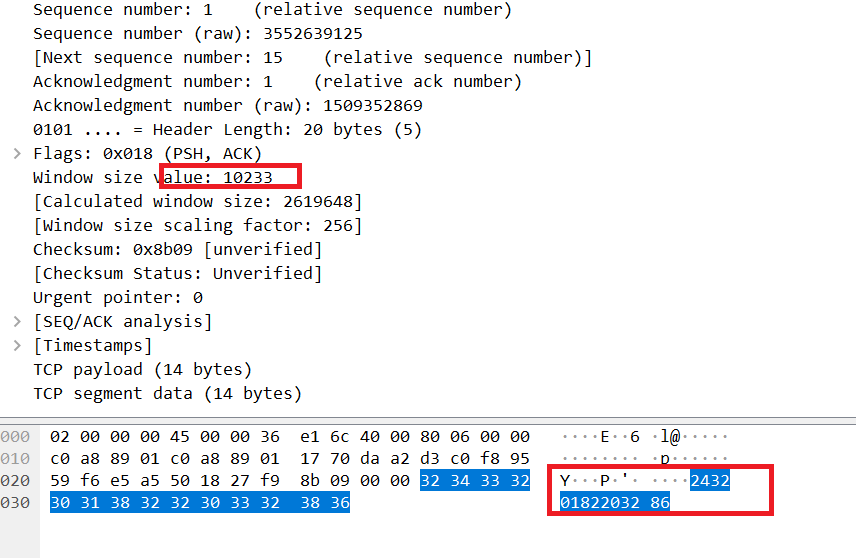 Sequence number: 1    (relative sequence number)
Sequence number (raw): 3552639125
[Next sequence number: 15    (relative sequence number)]
Acknowledgment number: 1    (relative ack number)
Acknowledgment number (raw): 1509352869
0101 .... = Header Length: 20 bytes (5)
Flags: 0x018 (PSH, ACK)
Window size value: 10233
[Calculated window size: 2619648]
[Window size scaling factor: 256]
Checksum: 0x8b09 [unverified]
[Checksum Status: Unverified]
Urgent pointer: 0
[SEQ/ACK analysis]
[Timestamps]
TCP payload (14 bytes)
TCP segment data (14 bytes)
000 02 00 00 00 45 00 00 36 e1 6c 40 00 80 06 00 00 ····E··6 ·l@·····
010 c0 a8 89 01 c0 a8 89 01 17 70 da a2 d3 c0 f8 95 ········ ·p······
020 59 f6 e5 a5 50 18 27 f9 8b 09 00 00 32 34 33 32 Y···P·'· ····2432
030 30 31 38 32 32 30 33 32 38 36 01822032 86